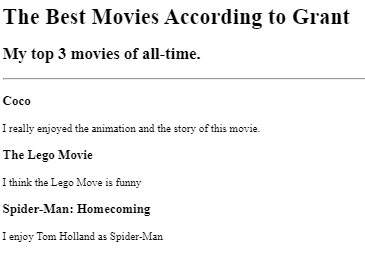 The Best Movies According to Grant
My top 3 movies of all-time.
Coco
I really enjoyed the animation and the story of this movie.
The Lego Movie
I think the Lego Move is funny
Spider-Man: Homecoming
I enjoy Tom Holland as Spider-Man